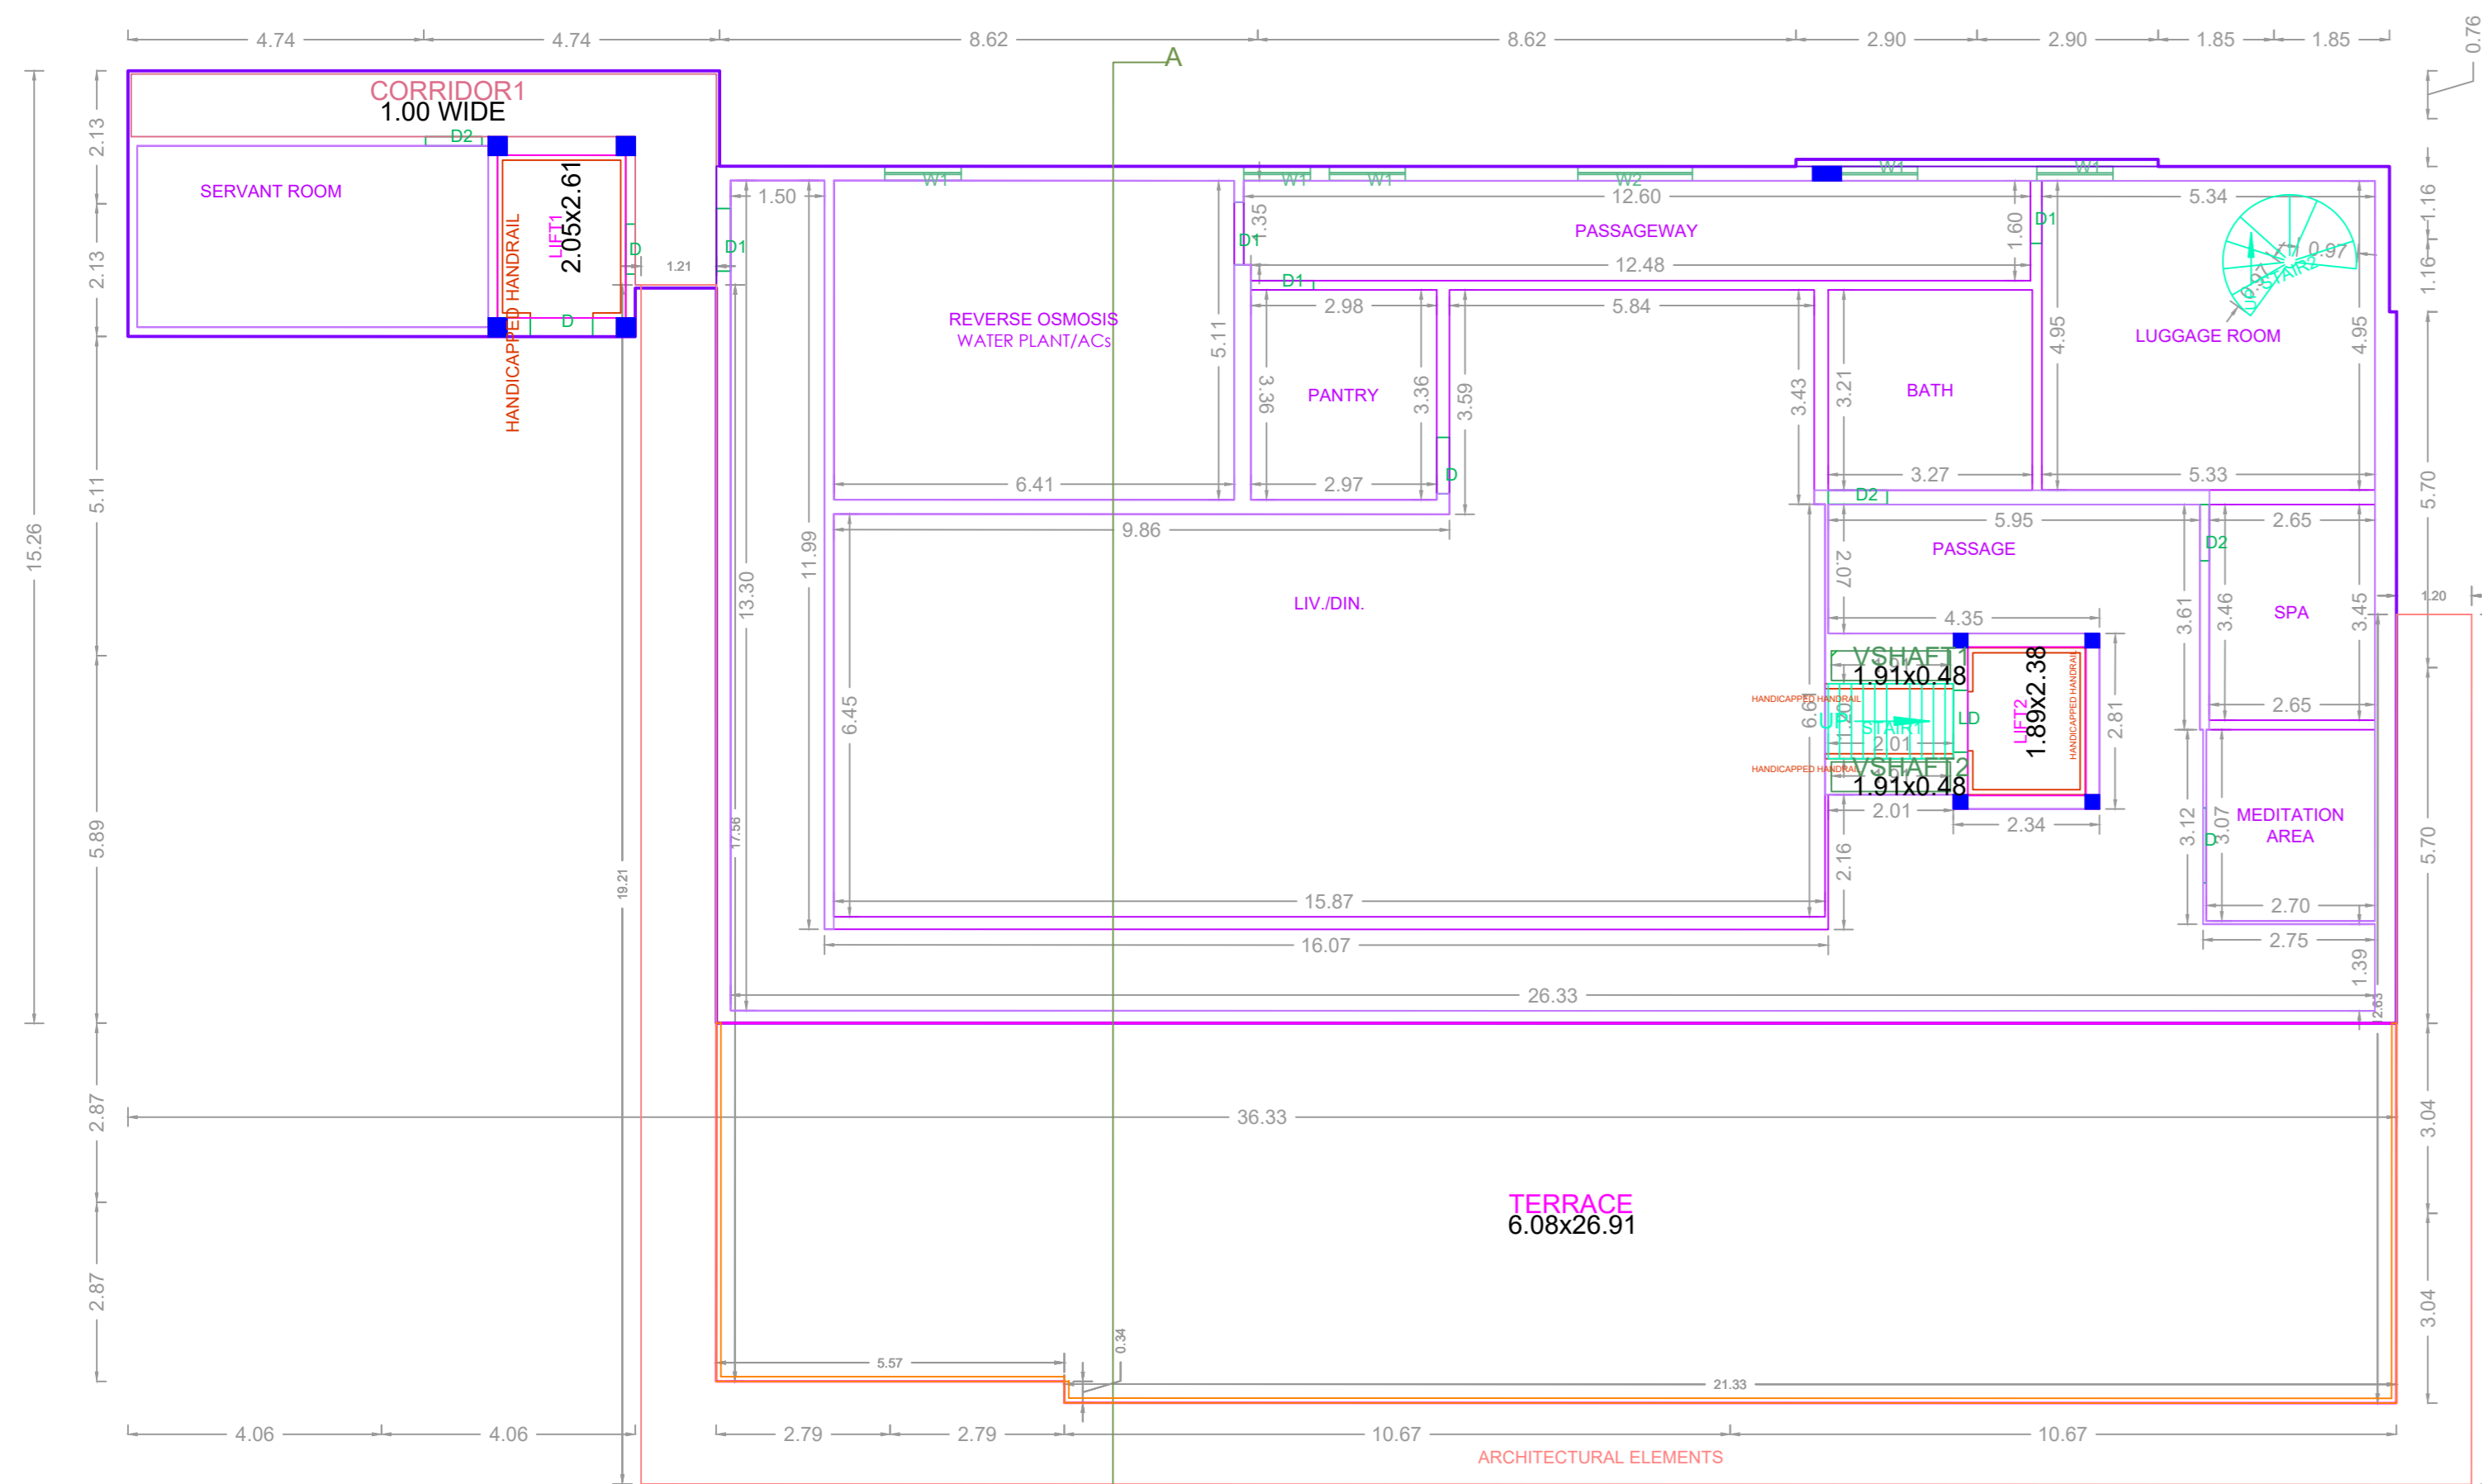 4.74 4.74 8.62 8.62 2.90 2.90 1.85 1.85 0.76
A
CORRIDOR1
1.00 WIDE
D2
SERVANT ROOM
HANDICAPPED HANDRAIL
LIFT1
2.05x2.61
D
D
1.21
D1
2.13
2.13
5.11
5.89
2.87
2.87
15.26
W1 W1 W1 W2 W1 W1
1.50 12.60 5.34
1.35
PASSAGEWAY
1.60
D1 D1
12.48
D1
0.97
UP
STAIR2
1.16
1.16
REVERSE OSMOSIS
WATER PLANT/ACs
5.11
2.98 5.84
LUGGAGE ROOM
4.95 4.95
PANTRY
3.36 3.36 3.59 3.43 3.21
BATH
6.41 2.97 3.27 5.33
D
D2
5.70
11.99
13.30
9.86
5.95 2.65
PASSAGE
D2
2.07
LIV./DIN.
4.35
3.61 3.46 3.45
SPA
1.20
VSHAFT1
1.91x0.48
HANDICAPPED HANDRAIL
UP
STAIR1
LD
LIFT2
1.89x2.38
HANDICAPPED HANDRAIL
2.81
1.20
2.01
2.65
6.45
HANDICAPPED HANDRAIL
VSHAFT2
1.91x0.48
2.01 2.34
MEDITATION
AREA
D
3.12 3.07
5.70
2.16
17.56
19.21
15.87 2.70
16.07 2.75
1.39
26.33
36.33
3.04
3.04
TERRACE
6.08x26.91
0.34
5.57
21.33
4.06 4.06 2.79 2.79 10.67 10.67
ARCHITECTURAL ELEMENTS